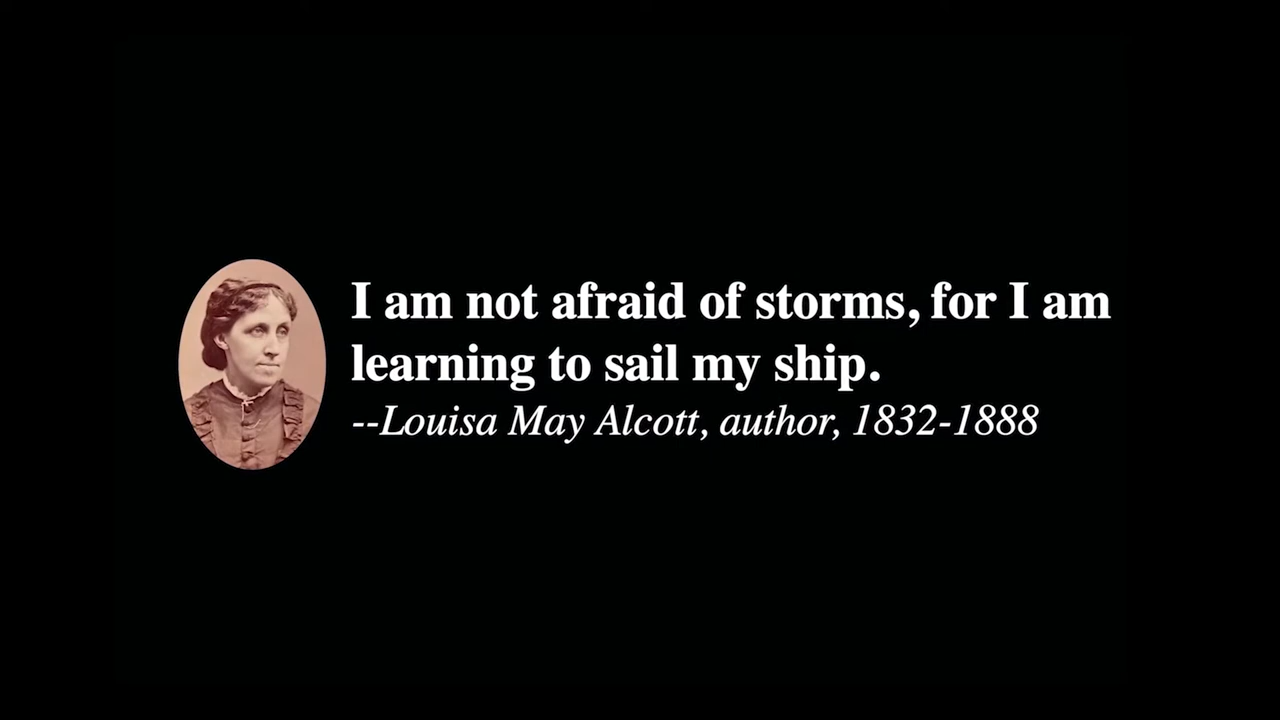 I am not afraid of storms, for I am
learning to sail my ship.
--Louisa May Alcott, author, 1832-1888